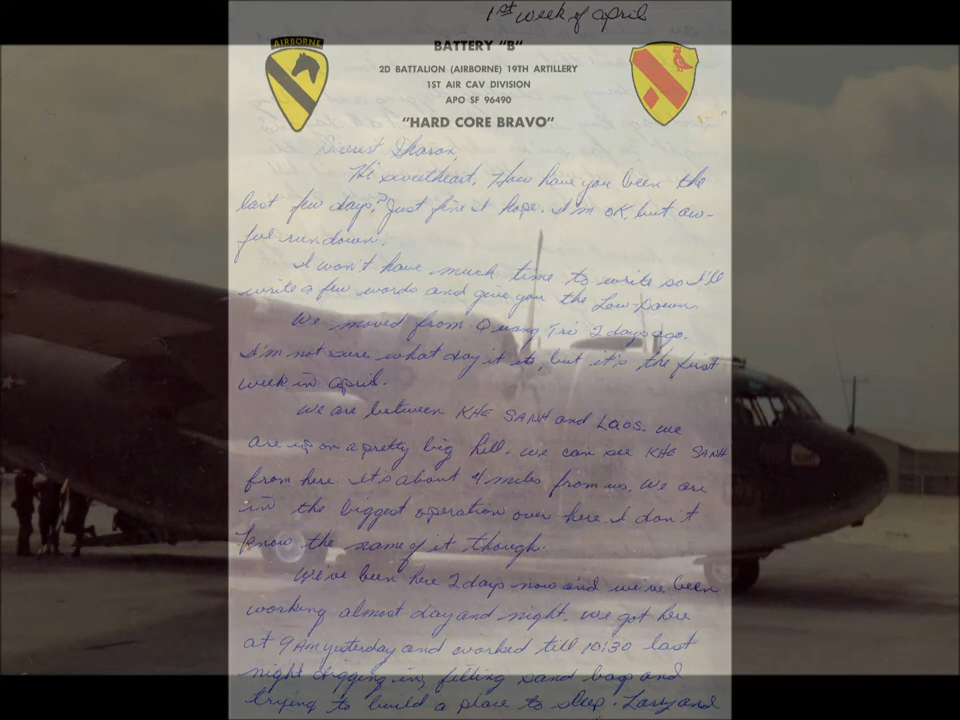 1st week of april
AIRBORNE
BATTERY "B"
2D BATTALION (AIRBORNE) 19TH ARTILLERY
1ST AIR CAV DIVISION
APO SF 96490
"HARD CORE BRAVO"
Dearest Sharon,
Hi sweetheart. How have you been the
last few days? Just fine I hope. I'm OK, but aw-
ful rundown.
I won't have much time to write so I'll
write a few words and give you the Low-Down.
We moved from Quang Tri 2 days ago.
I'm not sure what day it is, but it's the first
week in april.
We are between KHE SANH and Laos. We
are up on a pretty big hill. We can see KHE SANH
from here. It's about 4 miles from us. We are
in the biggest operation over here. I don't
know the name of it though.
We've been here 2 days now and we've been
working almost day and night. We got here
at 9 AM yesterday and worked till 10:30 last
night digging in, filling sand bags and
trying to build a place to sleep. Larry and